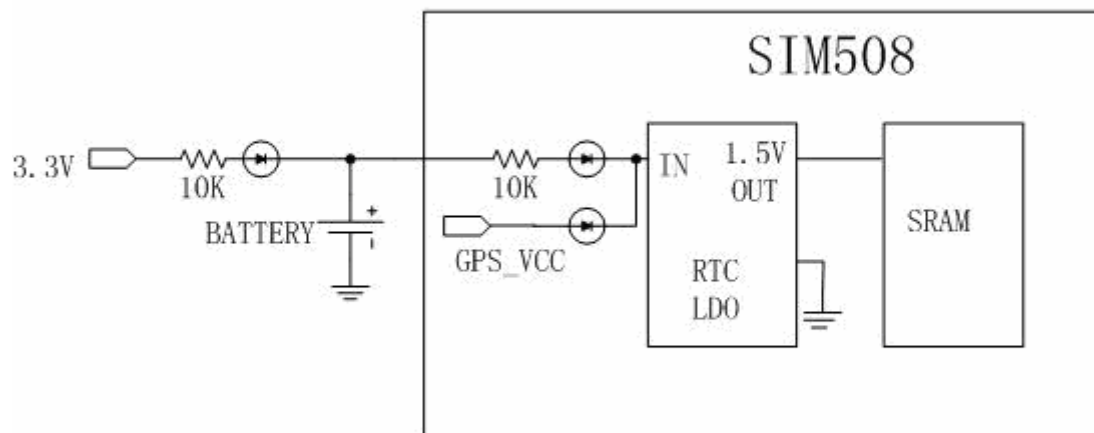 SIM508
3.3V
10K
BATTERY
+
-
10K
GPS_VCC
IN
1.5V
OUT
RTC
LDO
SRAM